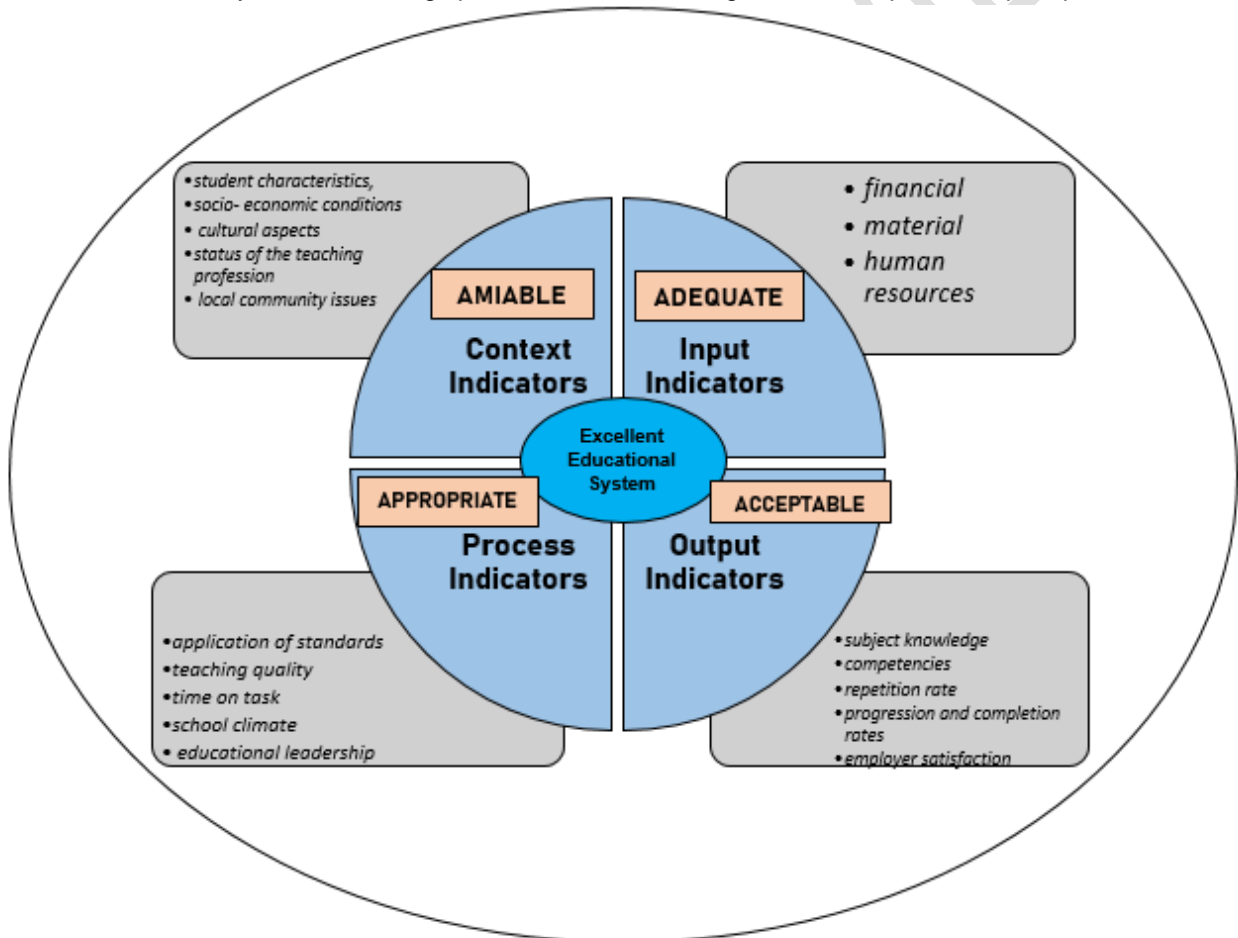 •student characteristics,
•socio- economic conditions
• cultural aspects
•status of the teaching
profession
• local community issues
• financial
• material
• human
resources
AMIABLE
Context
Indicators
ADEQUATE
Input
Indicators
Excellent
Educational
System
APPROPRIATE
Process
Indicators
ACCEPTABLE
Output
Indicators
•application of standards
•teaching quality
•time on task
•school climate
• educational leadership
•subject knowledge
•competencies
•repetition rate
•progression and completion
rates
•employer satisfaction